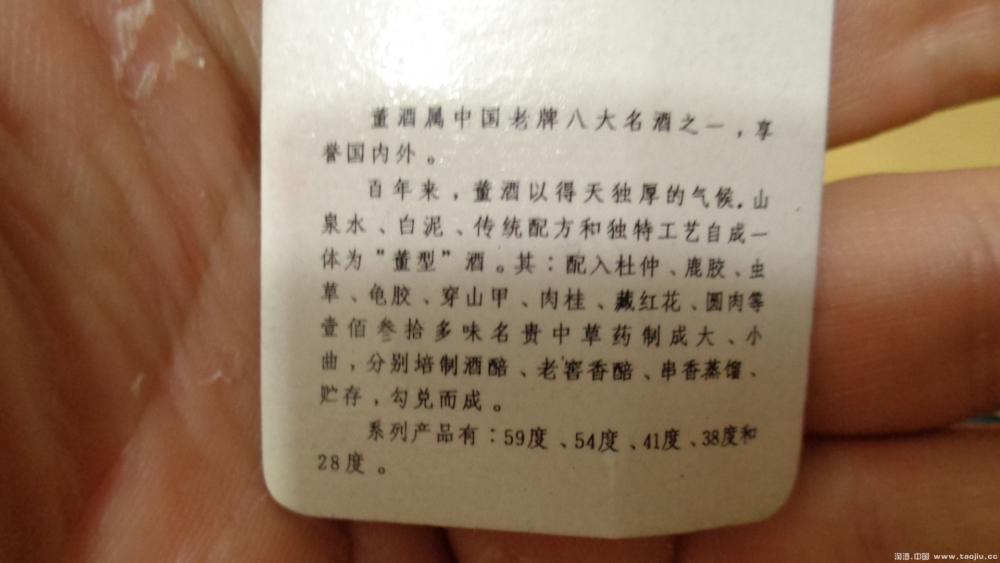 董酒属中国老牌八大名酒之一，享
誉国内外。
百年来，董酒以得天独厚的气候，山
泉水、白泥、传统配方和独特工艺自成一
体为“董型”酒。其：配入杜仲、鹿胶、虫
草、龟胶、穿山甲、肉桂、藏红花、圆肉等
壹佰叁拾多味名贵中草药制成大、小
曲，分别培制酒醅、老窖香醅、串香蒸馏、
贮存，勾兑而成。
系列产品有：59度、54度、41度、38度和
28度。
淘酒.中国 www.taojiu.cc